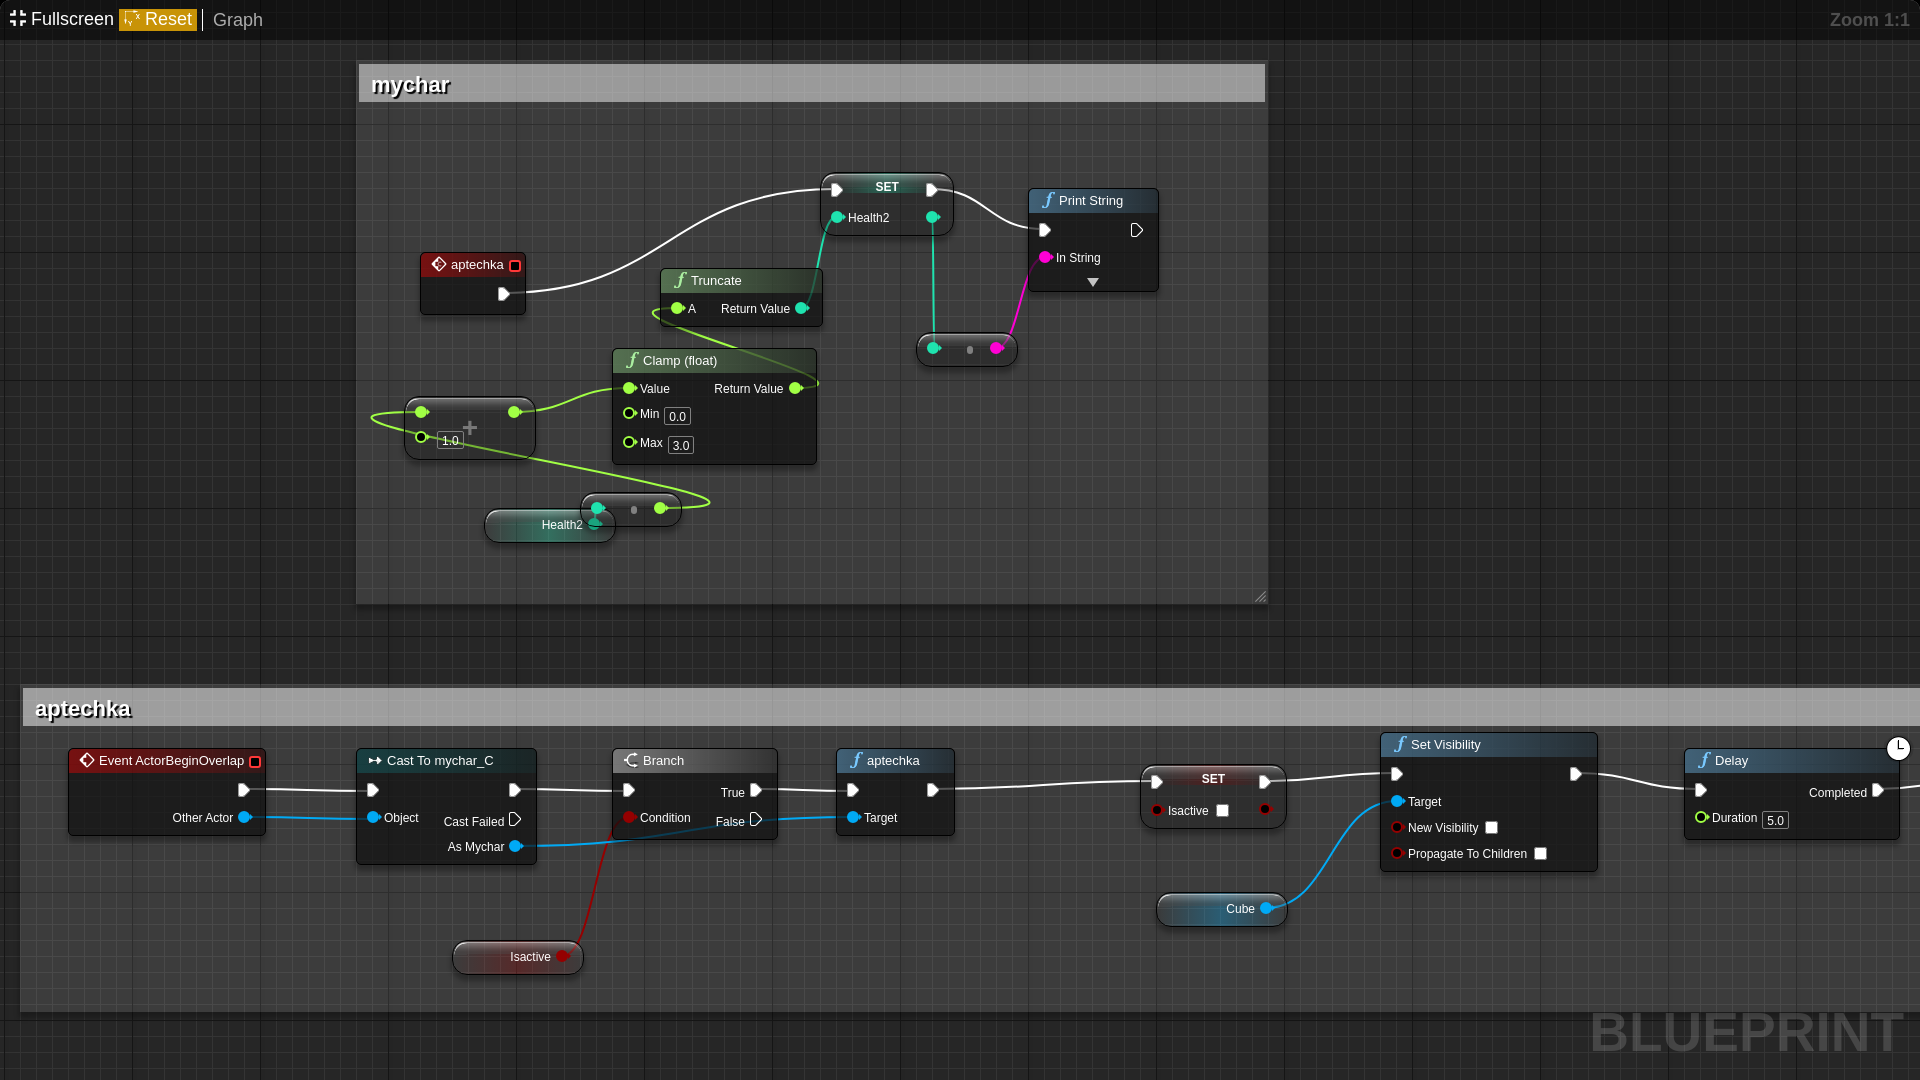 Fullscreen Reset Graph Zoom 1:1
mychar
SET
Health2
Print String
In String
aptechka
Truncate
A Return Value
Clamp (float)
Value Return Value
Min 0.0
Max 3.0
1.0
Health2
aptechka
Event ActorBeginOverlap
Other Actor
Cast To mychar_C
Object
Cast Failed
As Mychar
Branch
True
Condition
False
aptechka
Target
SET
Isactive
Set Visibility
Target
New Visibility
Propagate To Children
Delay
Completed
Duration 5.0
Cube
Isactive
BLUEPRINT